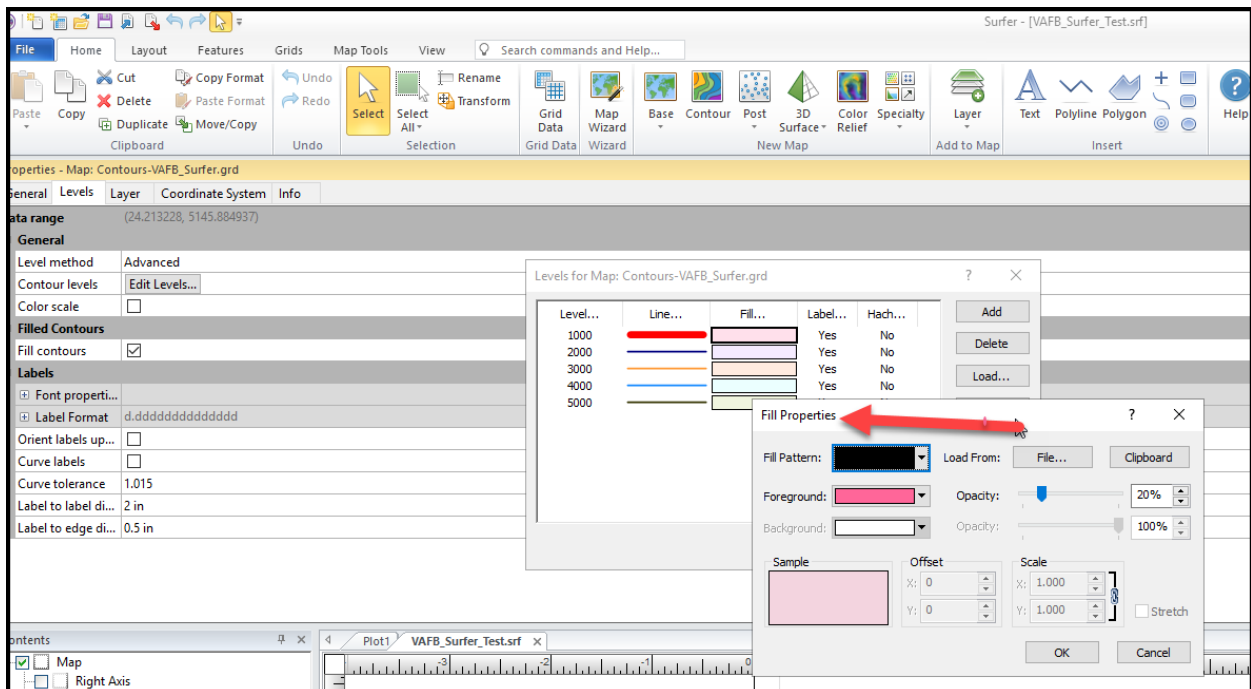 Surfer - [VAFB_Surfer_Test.srf]
File Home Layout Features Grids Map Tools View Search commands and Help...
Paste Copy Cut Copy Format Undo Select Select All Rename Grid Data Map Wizard Base Contour Post 3D Surface Color Relief Specialty Layer Text Polyline Polygon Help
Delete Paste Format Redo Transform
Duplicate Move/Copy
Clipboard Undo Selection Grid Data Wizard New Map Add to Map Insert
roperties - Map: Contours-VAFB_Surfer.grd
General Levels Layer Coordinate System Info
ata range (24.213228, 5145.884937)
General
Level method Advanced
Contour levels Edit Levels...
Color scale
Filled Contours
Fill contours
Labels
Font properti...
Label Format d.dddddddddddddd
Orient labels up...
Curve labels
Curve tolerance 1.015
Label to label di... 2 in
Label to edge di... 0.5 in
Levels for Map: Contours-VAFB_Surfer.grd ?
Level... Line... Fill... Label... Hach... Add
1000 Yes No
2000 Yes No Delete
3000 Yes No
4000 Yes No Load...
5000
Fill Properties ?
Fill Pattern: Load From: File... Clipboard
Foreground: Opacity: 20%
Background: Opacity: 100%
Sample Offset Scale
X: 0 X: 1.000
Y: 0 Y: 1.000 Stretch
OK Cancel
ontents Plot1 VAFB_Surfer_Test.srf
Map -3 -2 -1 0
Right Axis